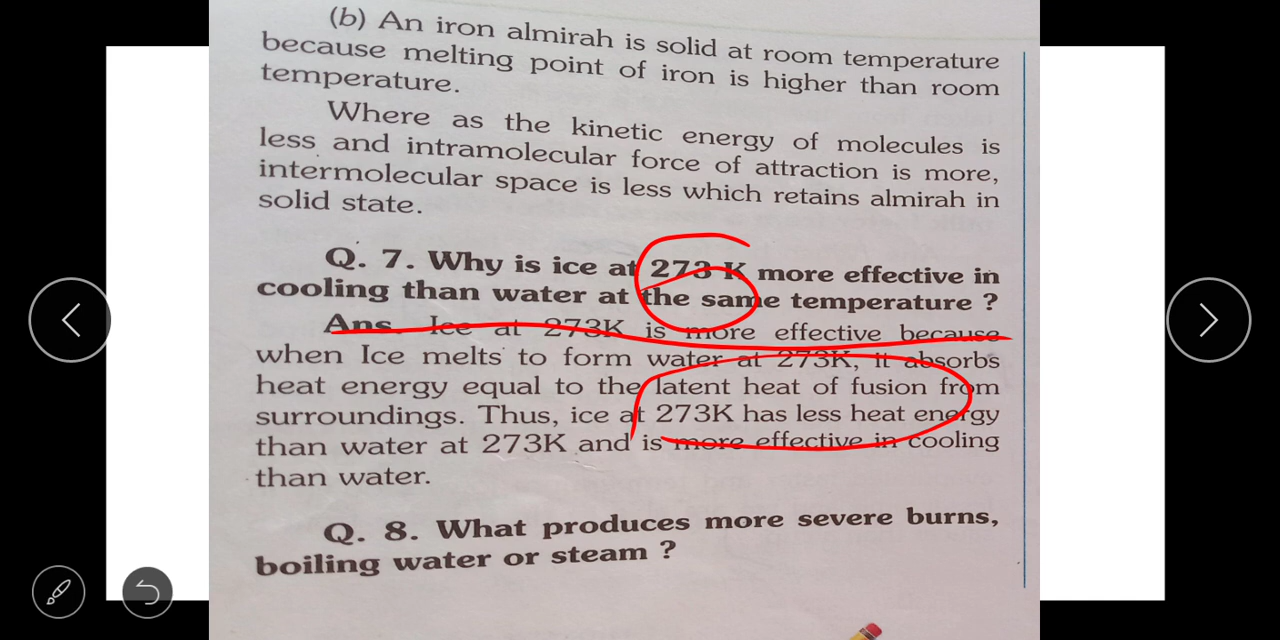 (b) An iron almirah is solid at room temperature
because melting point of iron is higher than room
temperature.
Where as the kinetic energy of molecules is
less and intramolecular force of attraction is more,
intermolecular space is less which retains almirah in
solid state.
Q. 7. Why is ice at 273 K more effective in
cooling than water at the same temperature ?
Ans. Ice at 273K is more effective because
when Ice melts to form water at 273K, it absorbs
heat energy equal to the latent heat of fusion from
surroundings. Thus, ice at 273K has less heat energy
than water at 273K and is more effective in cooling
than water.
Q. 8. What produces more severe burns,
boiling water or steam ?